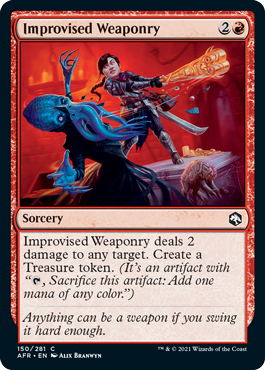 Improvised Weaponry 2
Sorcery
Improvised Weaponry deals 2
damage to any target. Create a
Treasure token. (It's an artifact with
“, Sacrifice this artifact: Add one
mana of any color.”)
Anything can be a weapon if you swing
it hard enough.
150/281 C
AFR • EN Alix Branwyn
™ & © 2021 Wizards of the Coast